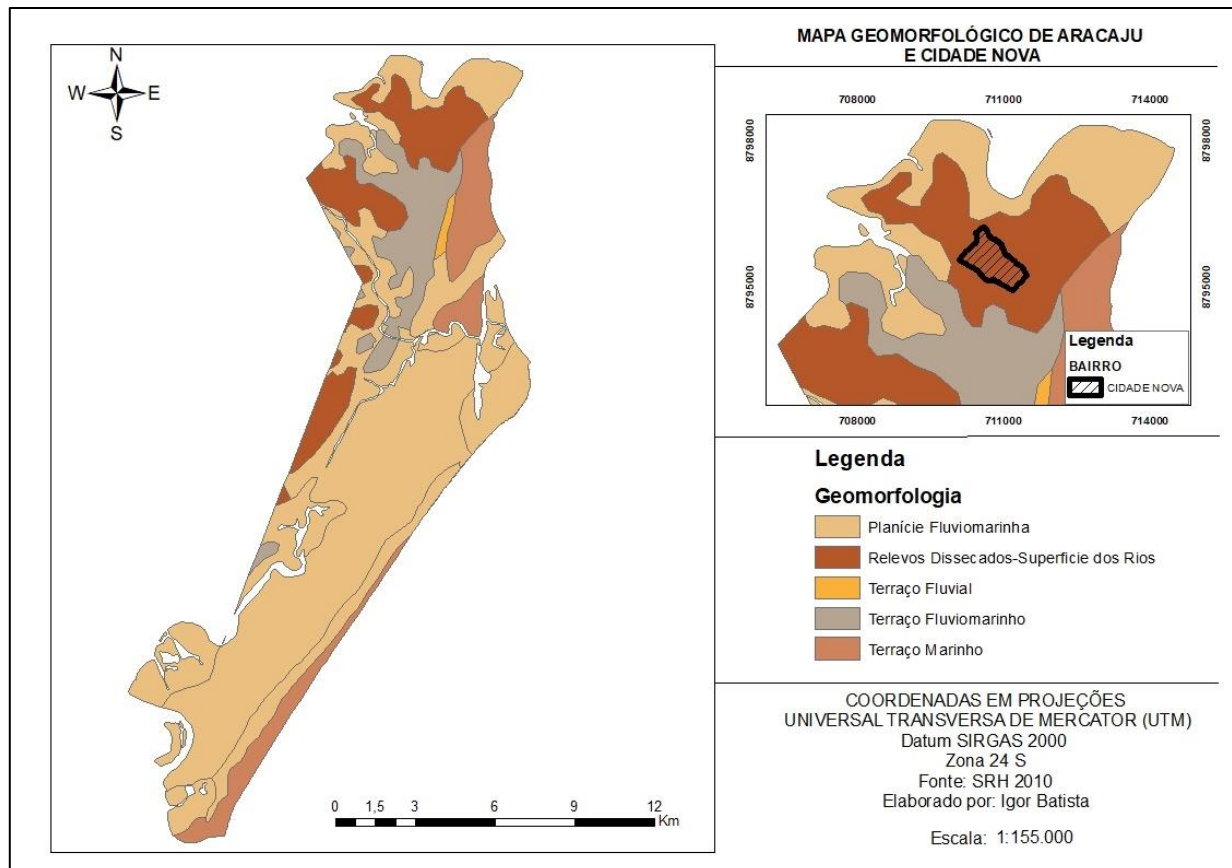 N
W E
S
0 1,5 3 6 9 12
Km
MAPA GEOMORFOLÓGICO DE ARACAJU
E CIDADE NOVA
708000 711000 714000
8798000 8798000
8795000 8795000
Legenda
BAIRRO
CIDADE NOVA
708000 711000 714000
Legenda
Geomorfologia
Planície Fluviomarinha
Relevos Dissecados-Superficie dos Rios
Terraço Fluvial
Terraço Fluviomarinho
Terraço Marinho
COORDENADAS EM PROJEÇÕES
UNIVERSAL TRANSVERSA DE MERCATOR (UTM)
Datum SIRGAS 2000
Zona 24 S
Fonte: SRH 2010
Elaborado por: Igor Batista
Escala: 1:155.000